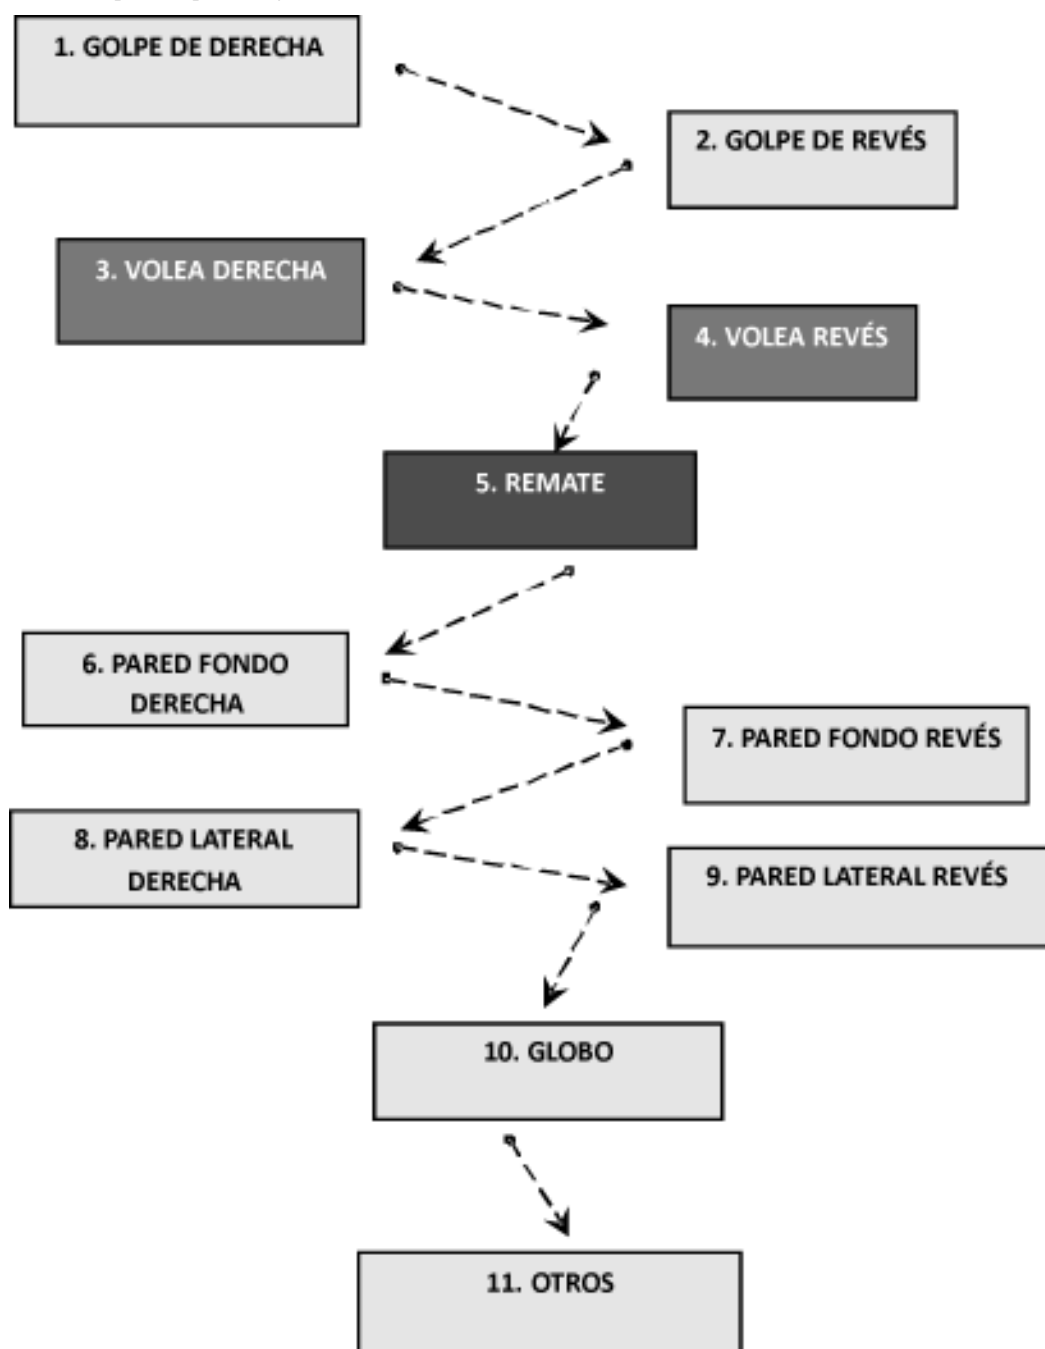 1. GOLPE DE DERECHA
2. GOLPE DE REVÉS
3. VOLEA DERECHA
4. VOLEA REVÉS
5. REMATE
6. PARED FONDO
DERECHA
7. PARED FONDO REVÉS
8. PARED LATERAL
DERECHA
9. PARED LATERAL REVÉS
10. GLOBO
11. OTROS